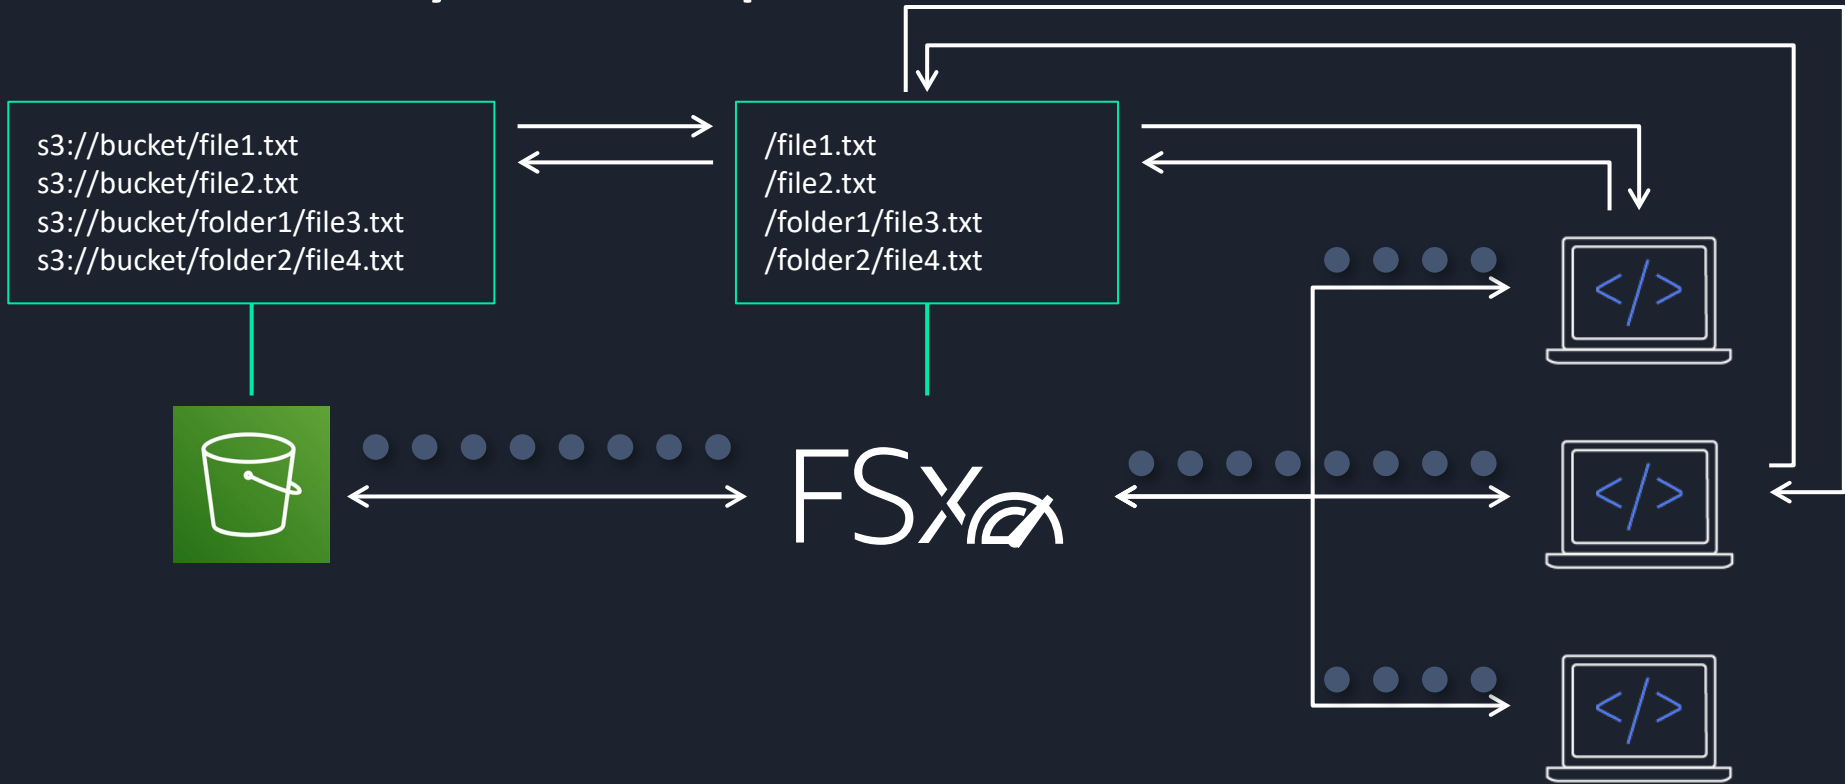 s3://bucket/file1.txt
s3://bucket/file2.txt
s3://bucket/folder1/file3.txt
s3://bucket/folder2/file4.txt
/file1.txt
/file2.txt
/folder1/file3.txt
/folder2/file4.txt
</>
FSx
</>
</>